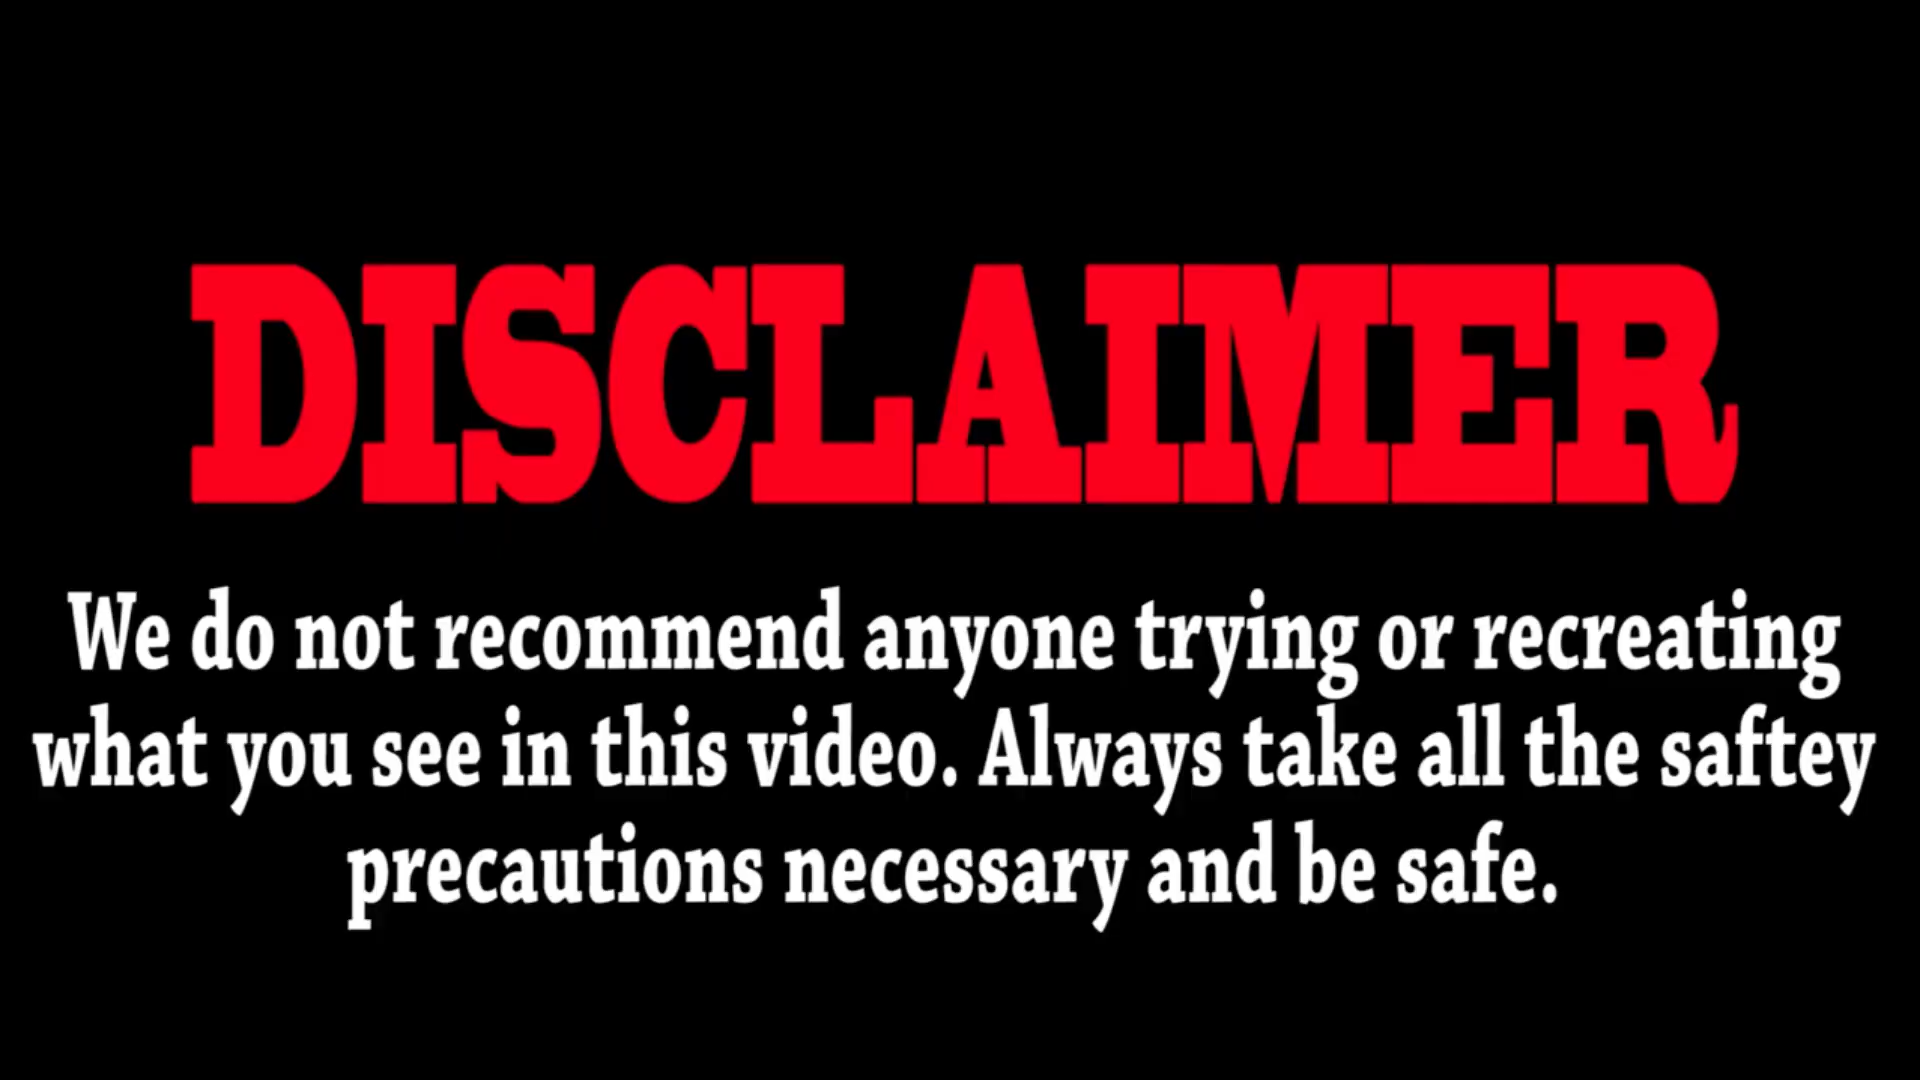 DISCLAIMER
We do not recommend anyone trying or recreating
what you see in this video. Always take all the saftey
precautions necessary and be safe.